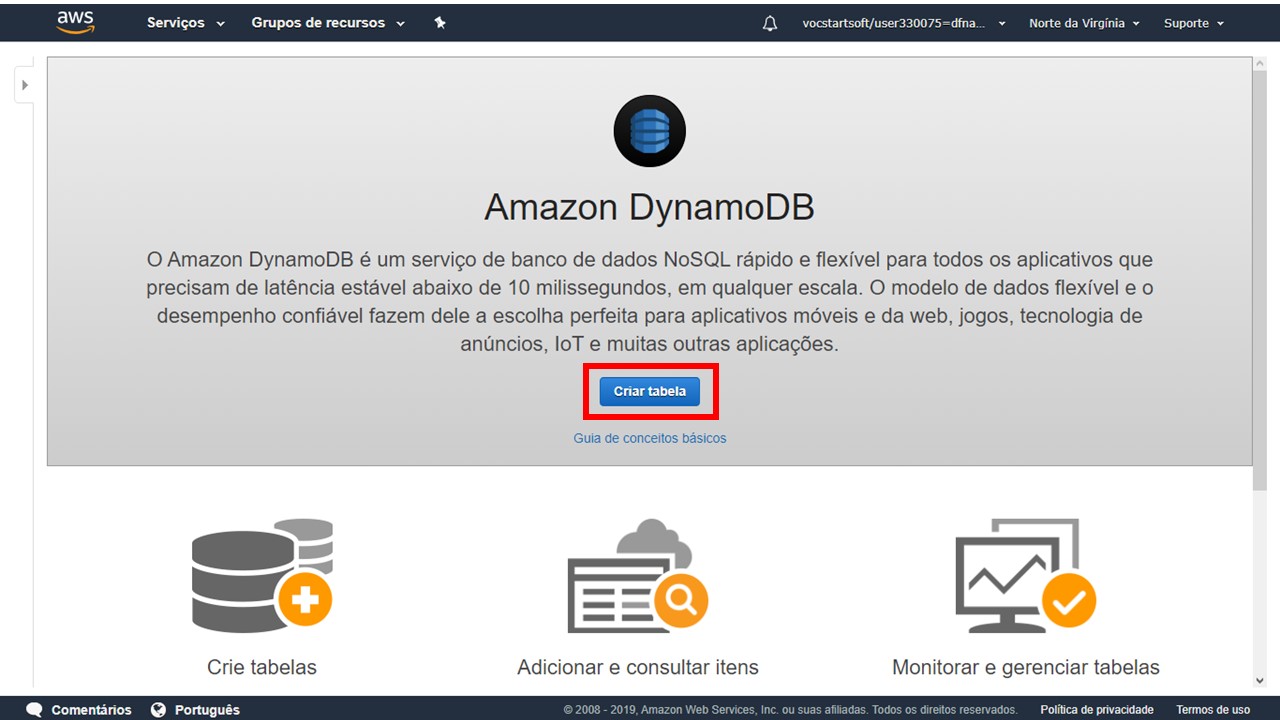 aws Serviços Grupos de recursos vocstartsoft/user330075=dfna... Norte da Virgínia Suporte
Amazon DynamoDB
O Amazon DynamoDB é um serviço de banco de dados NoSQL rápido e flexível para todos os aplicativos que
precisam de latência estável abaixo de 10 milissegundos, em qualquer escala. O modelo de dados flexível e o
desempenho confiável fazem dele a escolha perfeita para aplicativos móveis e da web, jogos, tecnologia de
anúncios, IoT e muitas outras aplicações.
Criar tabela
Guia de conceitos básicos
Crie tabelas Adicionar e consultar itens Monitorar e gerenciar tabelas
Comentários Português © 2008 - 2019, Amazon Web Services, Inc. ou suas afiliadas. Todos os direitos reservados. Política de privacidade Termos de uso